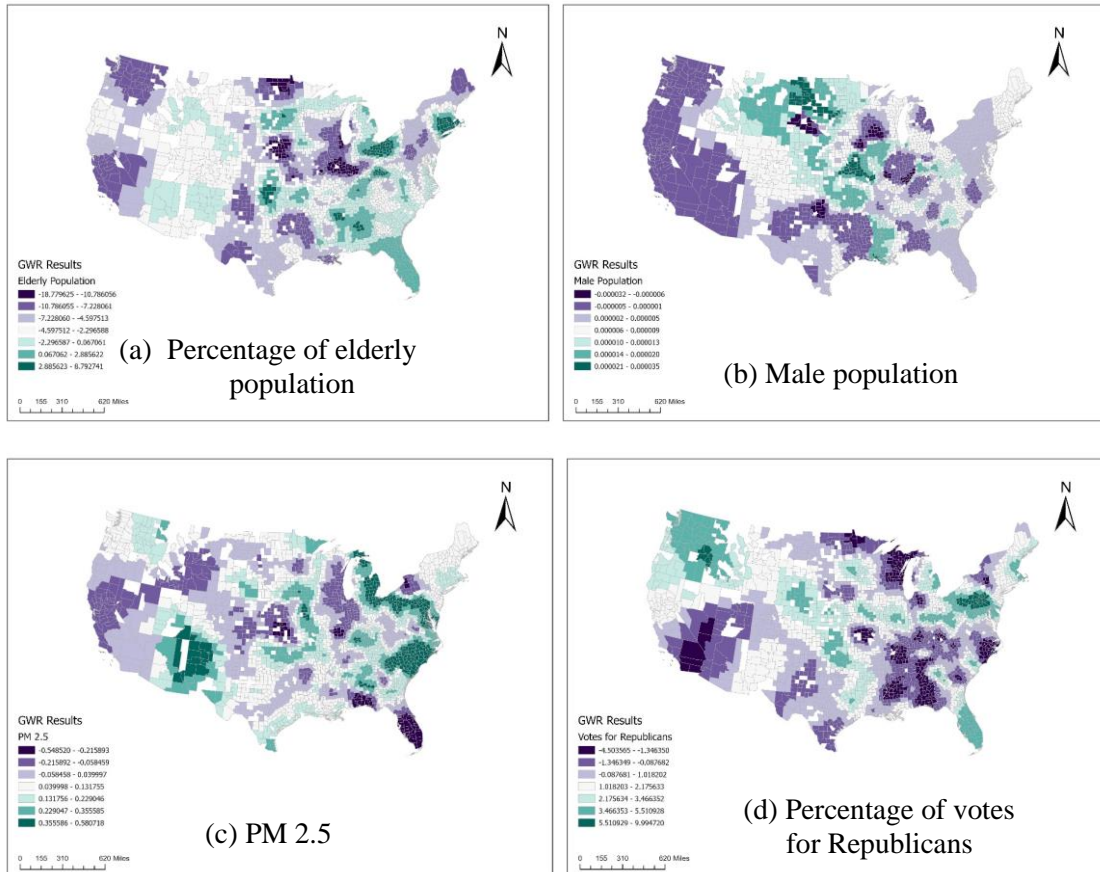 N
GWR Results
Elderly Population
-18.779625 - -10.786056
-10.786055 - -7.228061
-7.228060 - -4.597513
-4.597512 - -2.296588
-2.296587 - 0.067061
0.067062 - 2.885622
2.885623 - 8.792741
0 155 310 620 Miles
(a) Percentage of elderly
population
N
GWR Results
Male Population
-0.000032 - -0.000006
-0.000005 - 0.000001
0.000002 - 0.000005
0.000006 - 0.000009
0.000010 - 0.000013
0.000014 - 0.000020
0.000021 - 0.000035
0 155 310 620 Miles
(b) Male population
N
GWR Results
PM 2.5
-0.548520 - -0.215893
-0.215892 - -0.058459
-0.058458 - 0.039997
0.039998 - 0.131755
0.131756 - 0.229046
0.229047 - 0.355585
0.355586 - 0.580718
0 155 310 620 Miles
(c) PM 2.5
N
GWR Results
Votes for Republicans
-4.503565 - -1.346350
-1.346349 - -0.087682
-0.087681 - 1.018202
1.018203 - 2.175633
2.175634 - 3.466352
3.466353 - 5.510928
5.510929 - 9.994720
0 155 310 620 Miles
(d) Percentage of votes
for Republicans